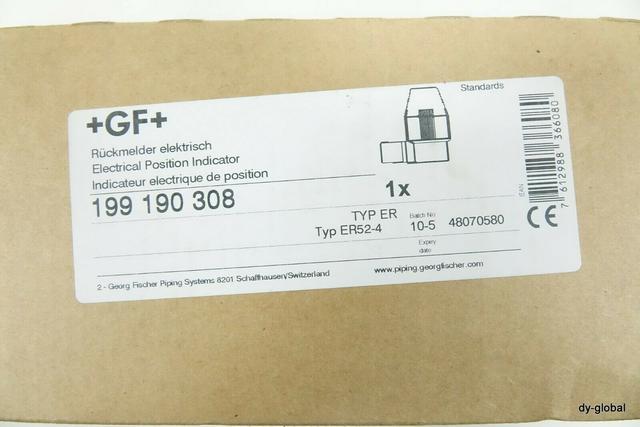 +GF+
Standards
Rückmelder elektrisch
Electrical Position Indicator
Indicateur electrique de position
199 190 308
1x
TYP ER
Typ ER52-4
Batch No
10-5
48070580
Expiry
date
EAN
7 612988 366080
CE
2 - Georg Fischer Piping Systems 8201 Schaffhausen/Switzerland
www.piping.georgfischer.com
dy-global